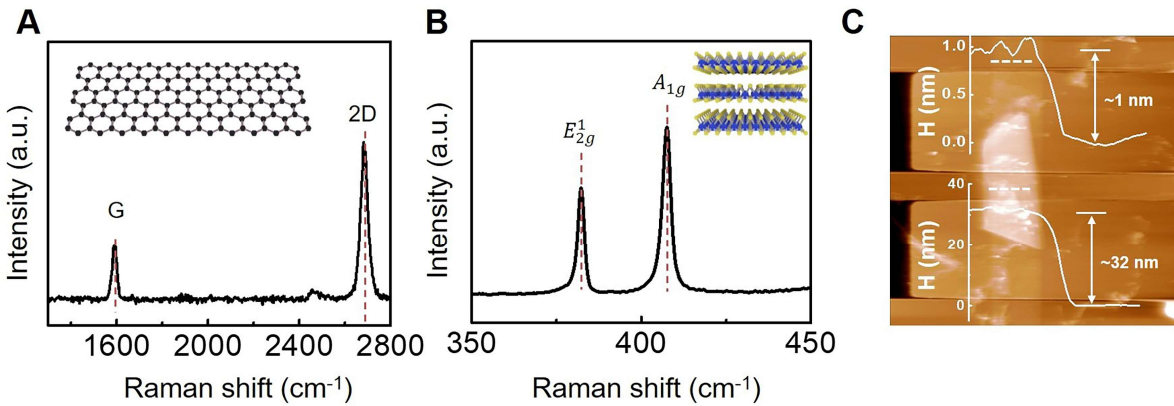 A
Intensity (a.u.)
G
2D
1600
2000
2400
2800
Raman shift (cm⁻¹)
B
Intensity (a.u.)
E¹₂g
A₁g
350
400
450
Raman shift (cm⁻¹)
C
H (nm)
1.0
0.5
0.0
~1 nm
H (nm)
40
20
0
~32 nm